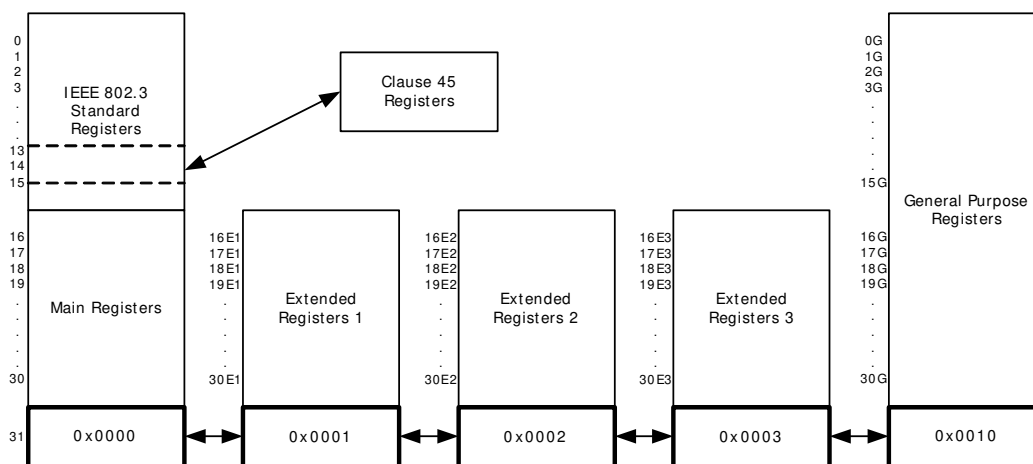 0
1
2
3
.
.
.
13
14
15
IEEE 802.3
Standard
Registers
Clause 45
Registers
16
17
18
19
.
.
.
.
.
30
Main Registers
16E1
17E1
18E1
19E1
.
.
.
.
.
30E1
Extended
Registers 1
16E2
17E2
18E2
19E2
.
.
.
.
.
30E2
Extended
Registers 2
16E3
17E3
18E3
19E3
.
.
.
.
.
30E3
Extended
Registers 3
0G
1G
2G
3G
.
.
.
.
.
15G
16G
17G
18G
19G
.
.
.
.
.
30G
General Purpose
Registers
31
0x0000
0x0001
0x0002
0x0003
0x0010